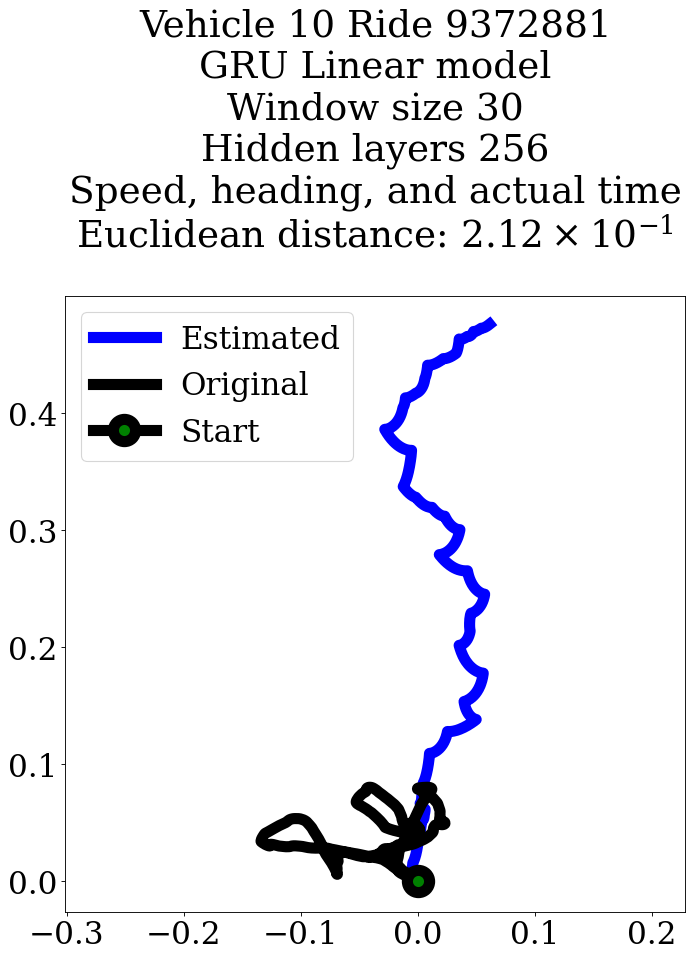 Vehicle 10 Ride 9372881
GRU Linear model
Window size 30
Hidden layers 256
Speed, heading, and actual time
Euclidean distance: 2.12 × 10⁻¹
Estimated
Original
Start
0.4
0.3
0.2
0.1
0.0
−0.3 −0.2 −0.1 0.0 0.1 0.2